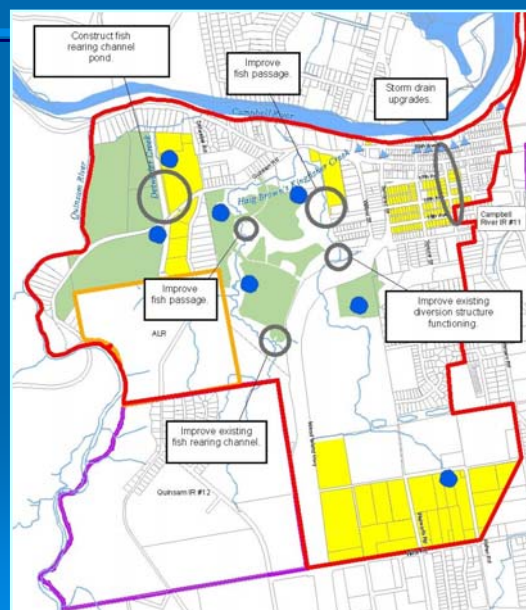 Construct fish
rearing channel
pond.
Improve
fish passage.
Storm drain
upgrades.
Campbell River
Quinsam River
Haig Brown's Kingfisher Creek
Campbell
River IR #11
Improve
fish passage.
Improve existing
diversion structure
functioning.
ALR
Improve existing
fish rearing channel.
Quinsam IR #12